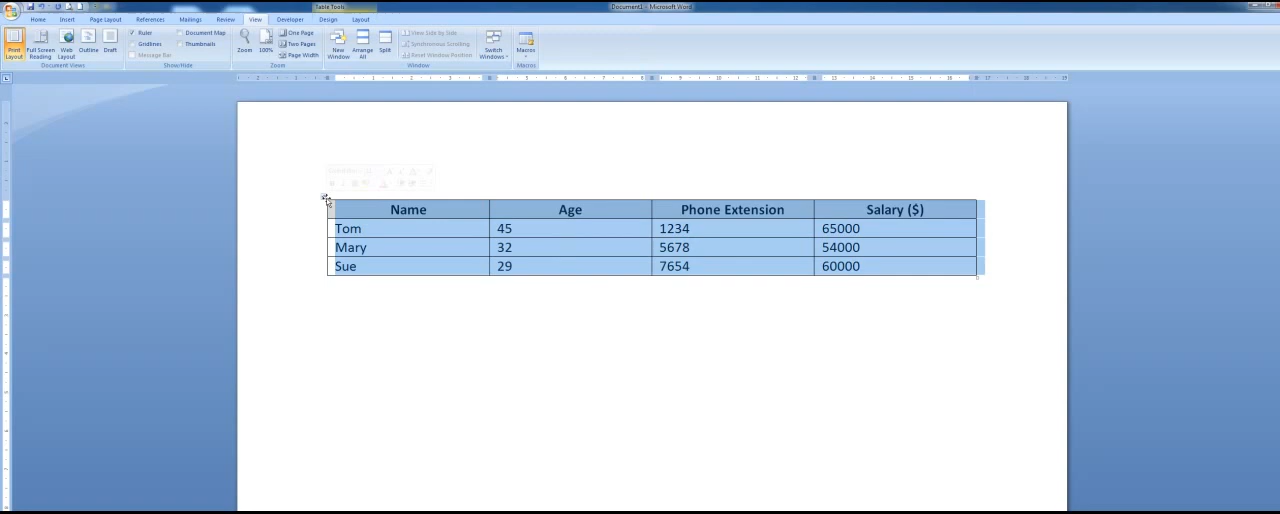 Table Tools
Document1 - Microsoft Word
Home Insert Page Layout References Mailings Review View Developer Design Layout
Print Layout
Full Screen Reading
Web Layout
Outline
Draft
Document Views
Ruler
Gridlines
Message Bar
Document Map
Thumbnails
Show/Hide
Zoom
100%
One Page
Two Pages
Page Width
Zoom
New Window
Arrange All
Split
View Side by Side
Synchronous Scrolling
Reset Window Position
Window
Switch Windows
Macros
Macros
Name Age Phone Extension Salary ($)
Tom 45 1234 65000
Mary 32 5678 54000
Sue 29 7654 60000